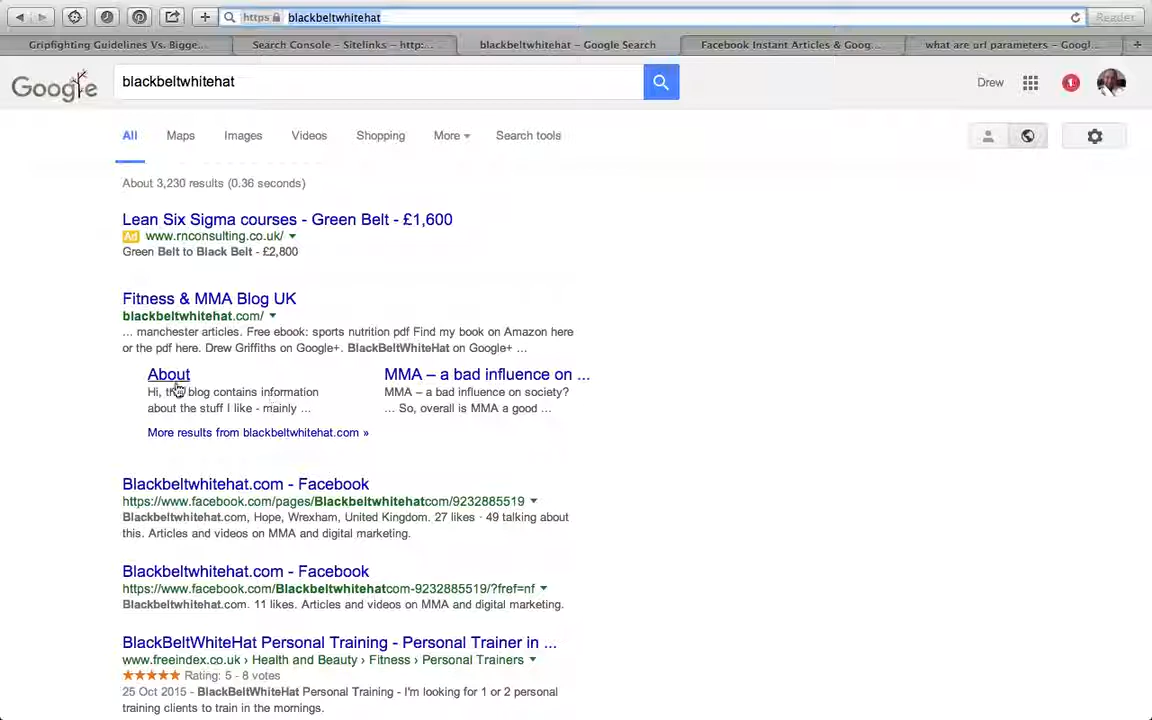 https blackbeltwhitehat Reader
Gripfighting Guidelines Vs. Bigge... Search Console – Sitelinks – http:... blackbeltwhitehat – Google Search Facebook Instant Articles & Goog... what are url parameters – Googl... +
Google blackbeltwhitehat Drew 1
All Maps Images Videos Shopping More Search tools
About 3,230 results (0.36 seconds)
Lean Six Sigma courses - Green Belt - £1,600
Ad www.rnconsulting.co.uk/
Green Belt to Black Belt - £2,800
Fitness & MMA Blog UK
blackbeltwhitehat.com/
... manchester articles. Free ebook: sports nutrition pdf Find my book on Amazon here
or the pdf here. Drew Griffiths on Google+. BlackBeltWhiteHat on Google+ ...
About
Hi, blog contains information
about the stuff I like - mainly ...
MMA – a bad influence on ...
MMA – a bad influence on society?
... So, overall is MMA a good ...
More results from blackbeltwhitehat.com »
Blackbeltwhitehat.com - Facebook
https://www.facebook.com/pages/Blackbeltwhitehatcom/9232885519
Blackbeltwhitehat.com, Hope, Wrexham, United Kingdom. 27 likes · 49 talking about
this. Articles and videos on MMA and digital marketing.
Blackbeltwhitehat.com - Facebook
https://www.facebook.com/Blackbeltwhitehatcom-9232885519/?fref=nf
Blackbeltwhitehat.com. 11 likes. Articles and videos on MMA and digital marketing.
BlackBeltWhiteHat Personal Training - Personal Trainer in ...
www.freeindex.co.uk › Health and Beauty › Fitness › Personal Trainers
Rating: 5 - 8 votes
25 Oct 2015 - BlackBeltWhiteHat Personal Training - I'm looking for 1 or 2 personal
training clients to train in the mornings.